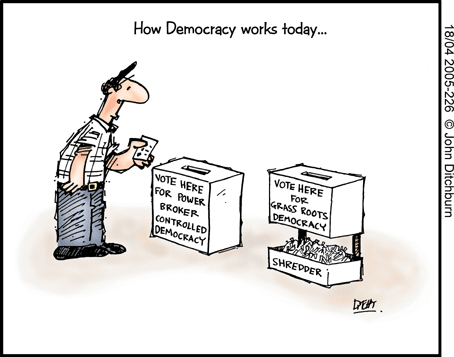 How Democracy works today...
VOTE HERE
FOR POWER
BROKER
CONTROLLED
DEMOCRACY
VOTE HERE
FOR
GRASS ROOTS
DEMOCRACY
SHREDDER
18/04 2005-226 © John Ditchburn